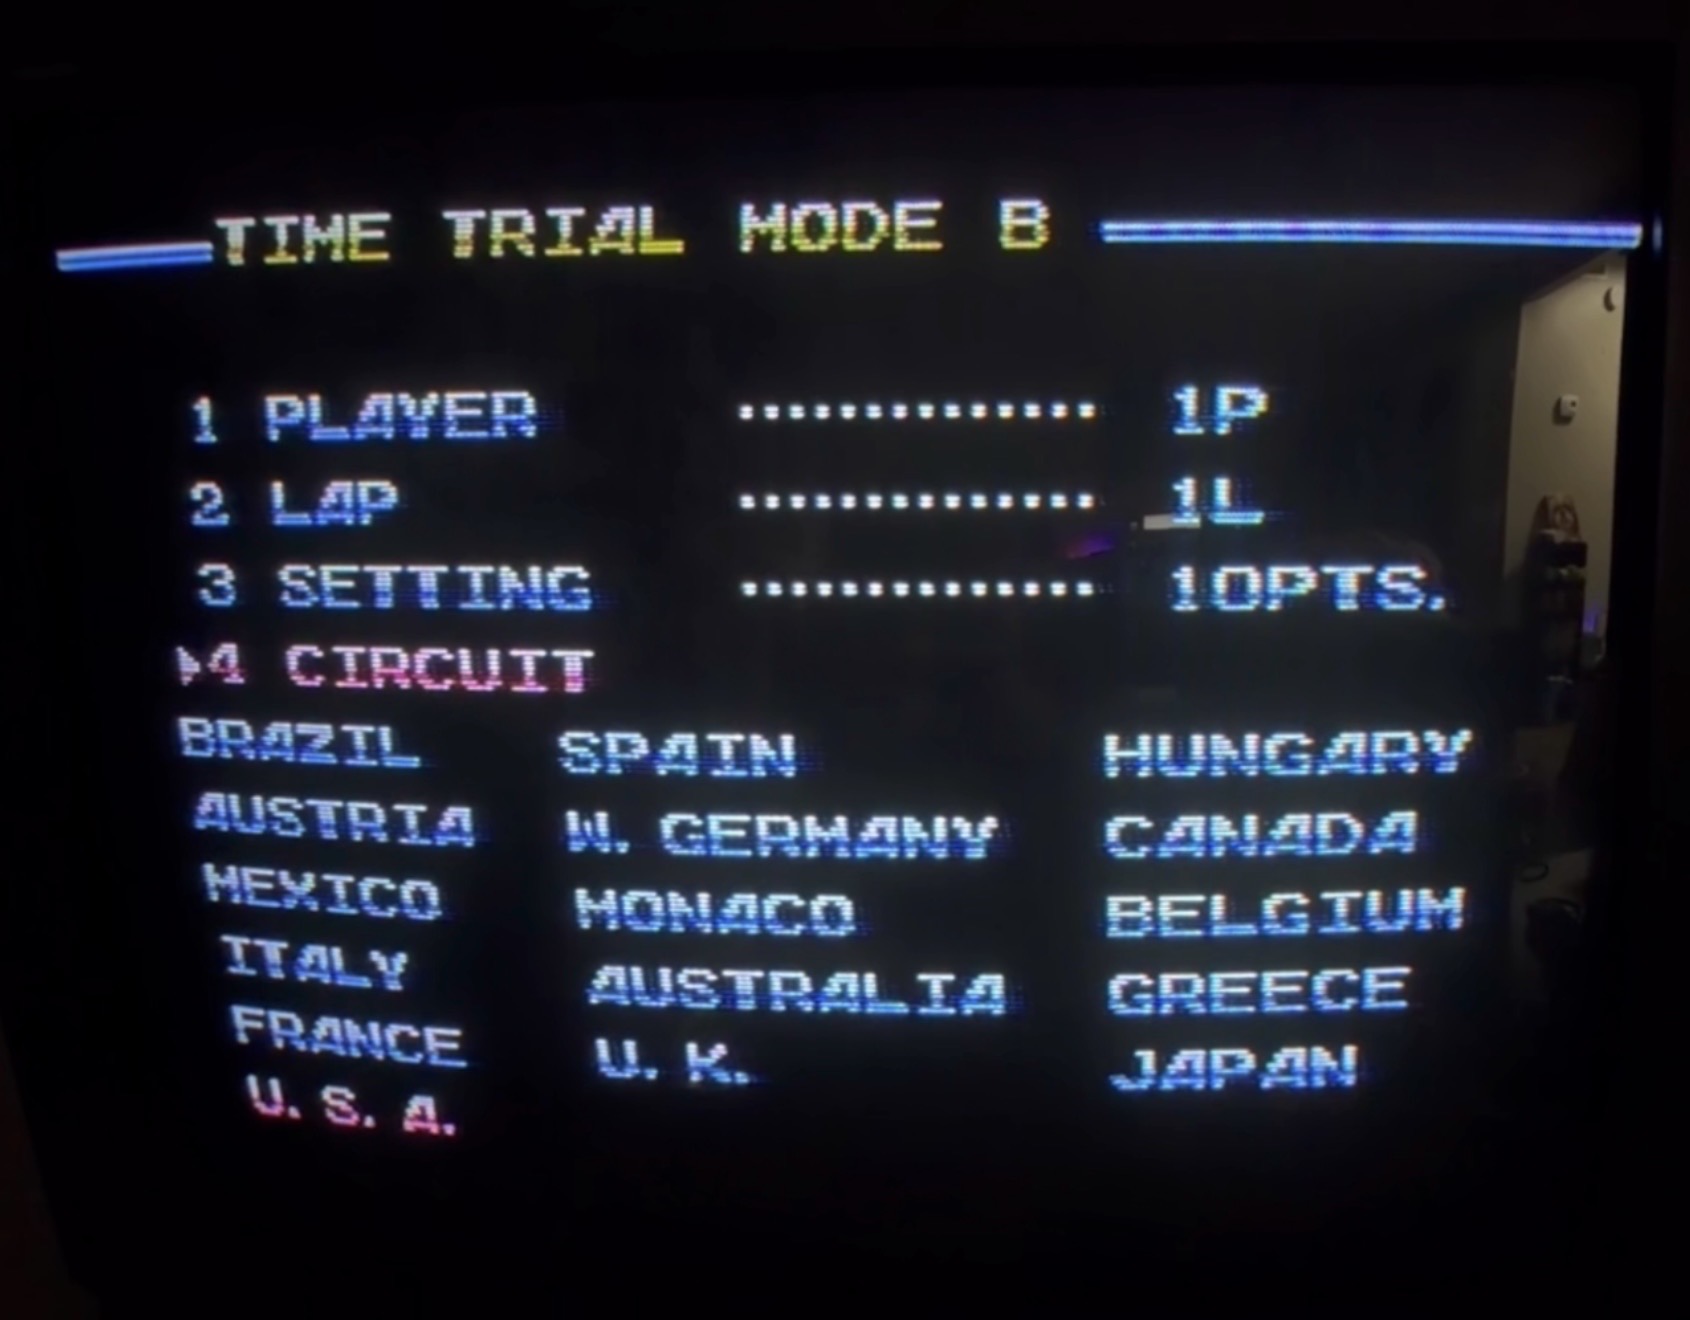 TIME TRIAL MODE B
1 PLAYER .............. 1P
2 LAP .............. 1L
3 SETTING .............. 10PTS.
▶4 CIRCUIT
BRAZIL SPAIN HUNGARY
AUSTRIA W. GERMANY CANADA
MEXICO MONACO BELGIUM
ITALY AUSTRALIA GREECE
FRANCE U. K. JAPAN
U. S. A.